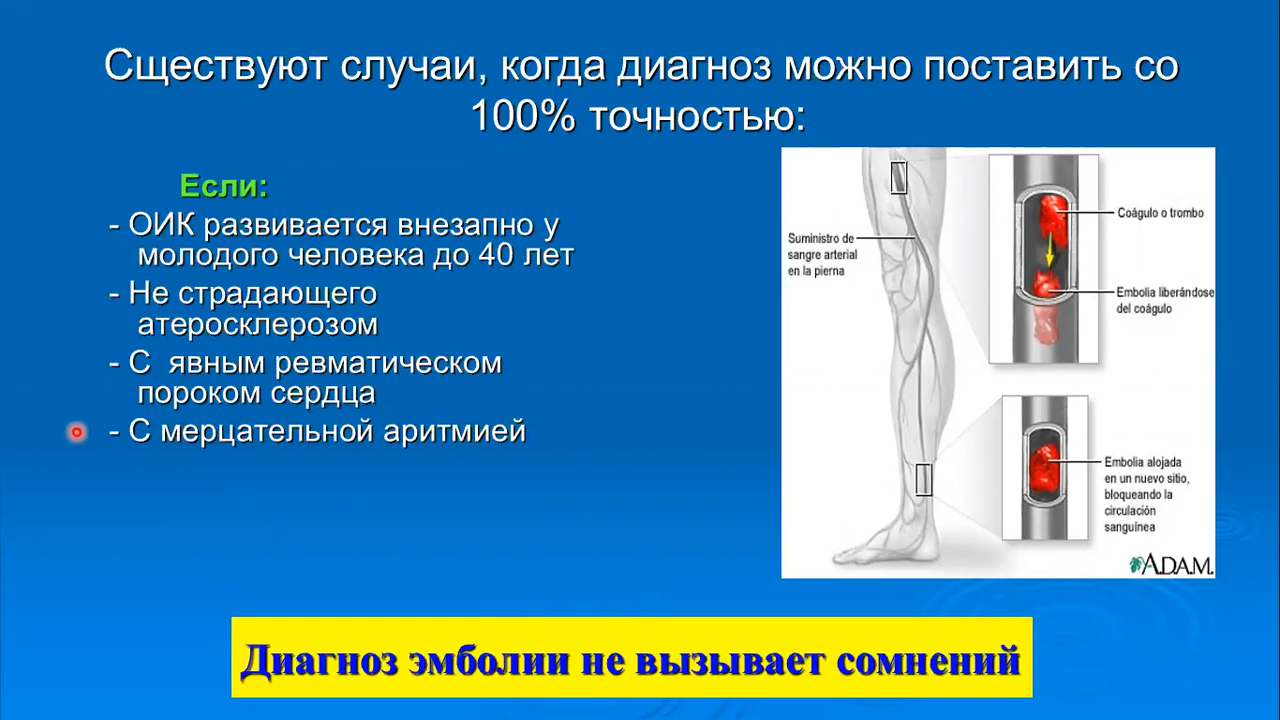 Сществуют случаи, когда диагноз можно поставить со
100% точностью:
Если:
- ОИК развивается внезапно у
молодого человека до 40 лет
- Не страдающего
атеросклерозом
- С явным ревматическом
пороком сердца
- С мерцательной аритмией
Suministro de
sangre arterial
en la pierna
Coágulo o trombo
Embolia liberándose
del coágulo
Embolia alojada
en un nuevo sitio,
bloqueando la
circulación
sanguínea
A.D.A.M.
Диагноз эмболии не вызывает сомнений